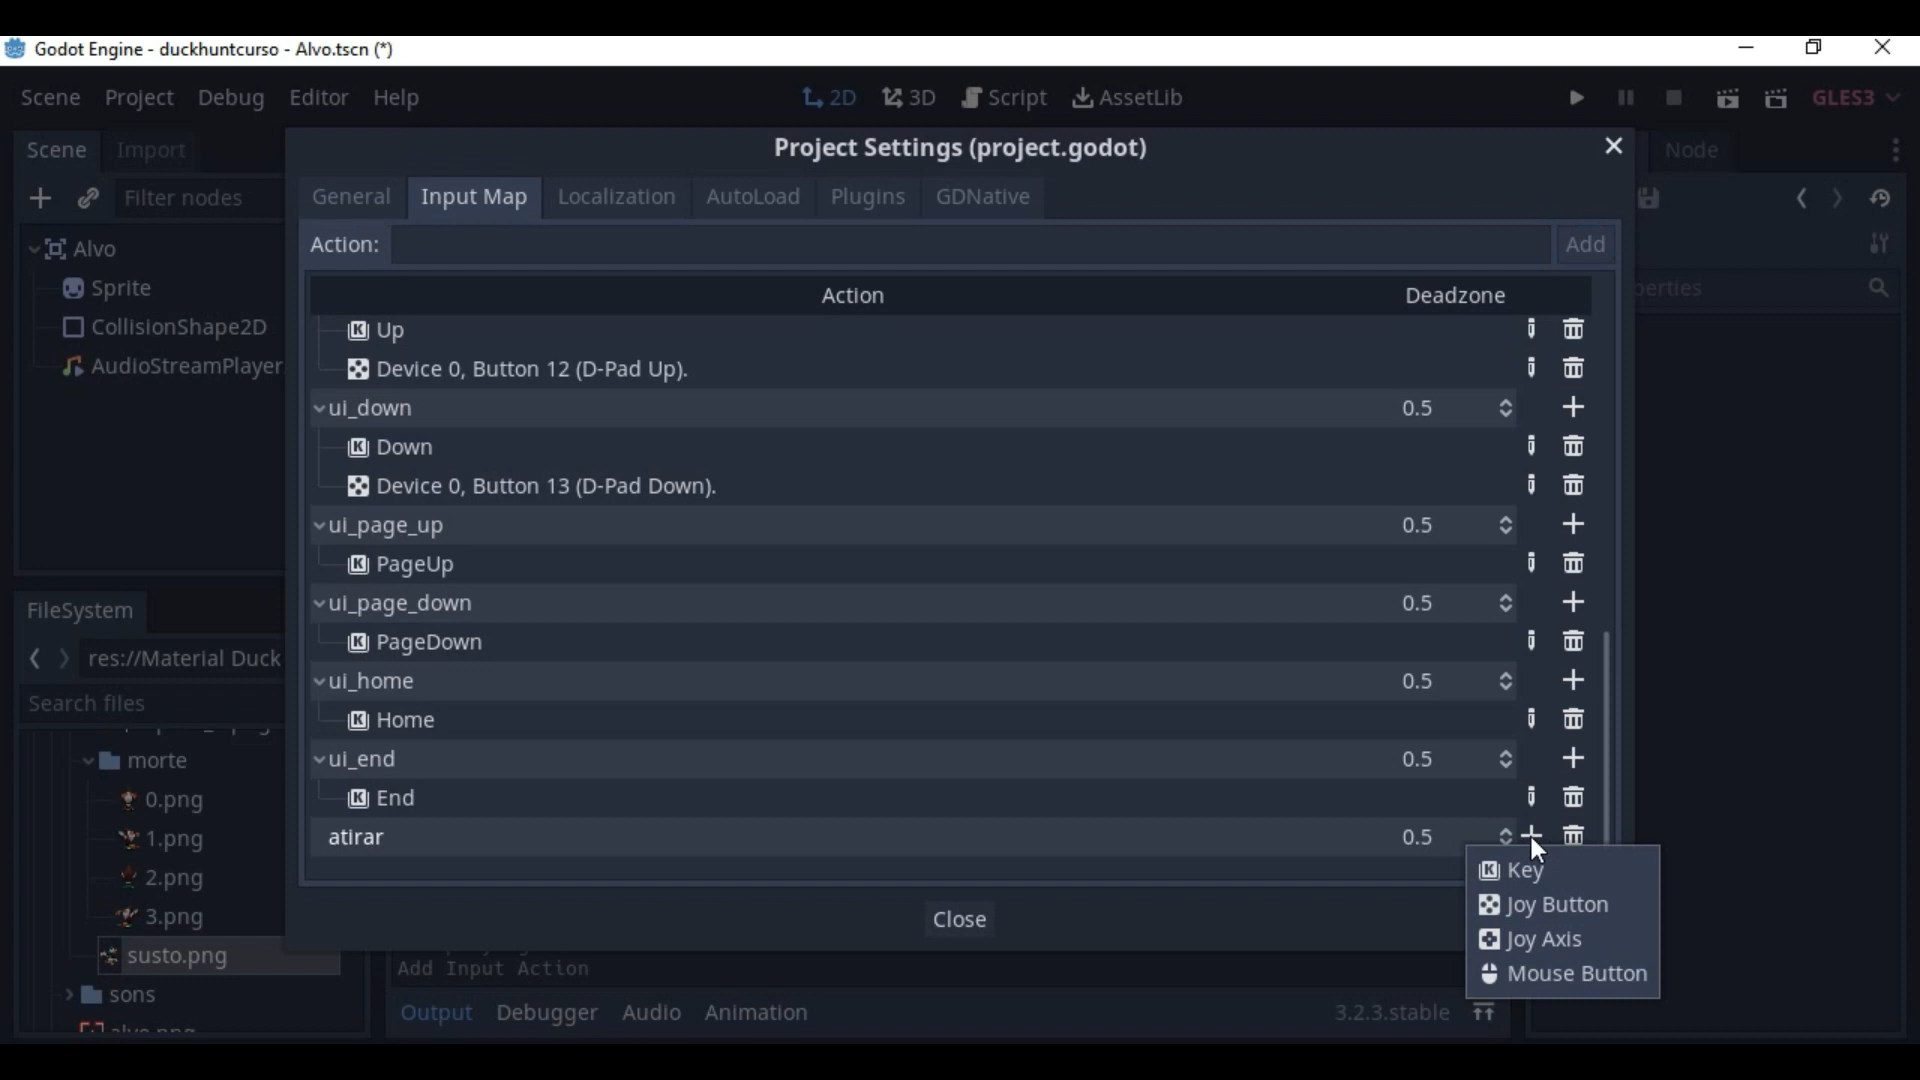 Godot Engine - duckhuntcurso - Alvo.tscn (*)
Scene Project Debug Editor Help 2D 3D Script AssetLib GLES3
Scene Import
Project Settings (project.godot)
Node
Filter nodes
General Input Map Localization AutoLoad Plugins GDNative
Action: Add
Alvo
Sprite
CollisionShape2D
AudioStreamPlayer
Action Deadzone
perties
Up
Device 0, Button 12 (D-Pad Up).
ui_down 0.5
Down
Device 0, Button 13 (D-Pad Down).
ui_page_up 0.5
PageUp
ui_page_down 0.5
PageDown
ui_home 0.5
Home
ui_end 0.5
End
atirar 0.5
Key
Joy Button
Joy Axis
Mouse Button
Close
FileSystem
res://Material Duck
Search files
morte
0.png
1.png
2.png
3.png
susto.png
sons
alvo.png
Add Input Action
Output Debugger Audio Animation 3.2.3.stable